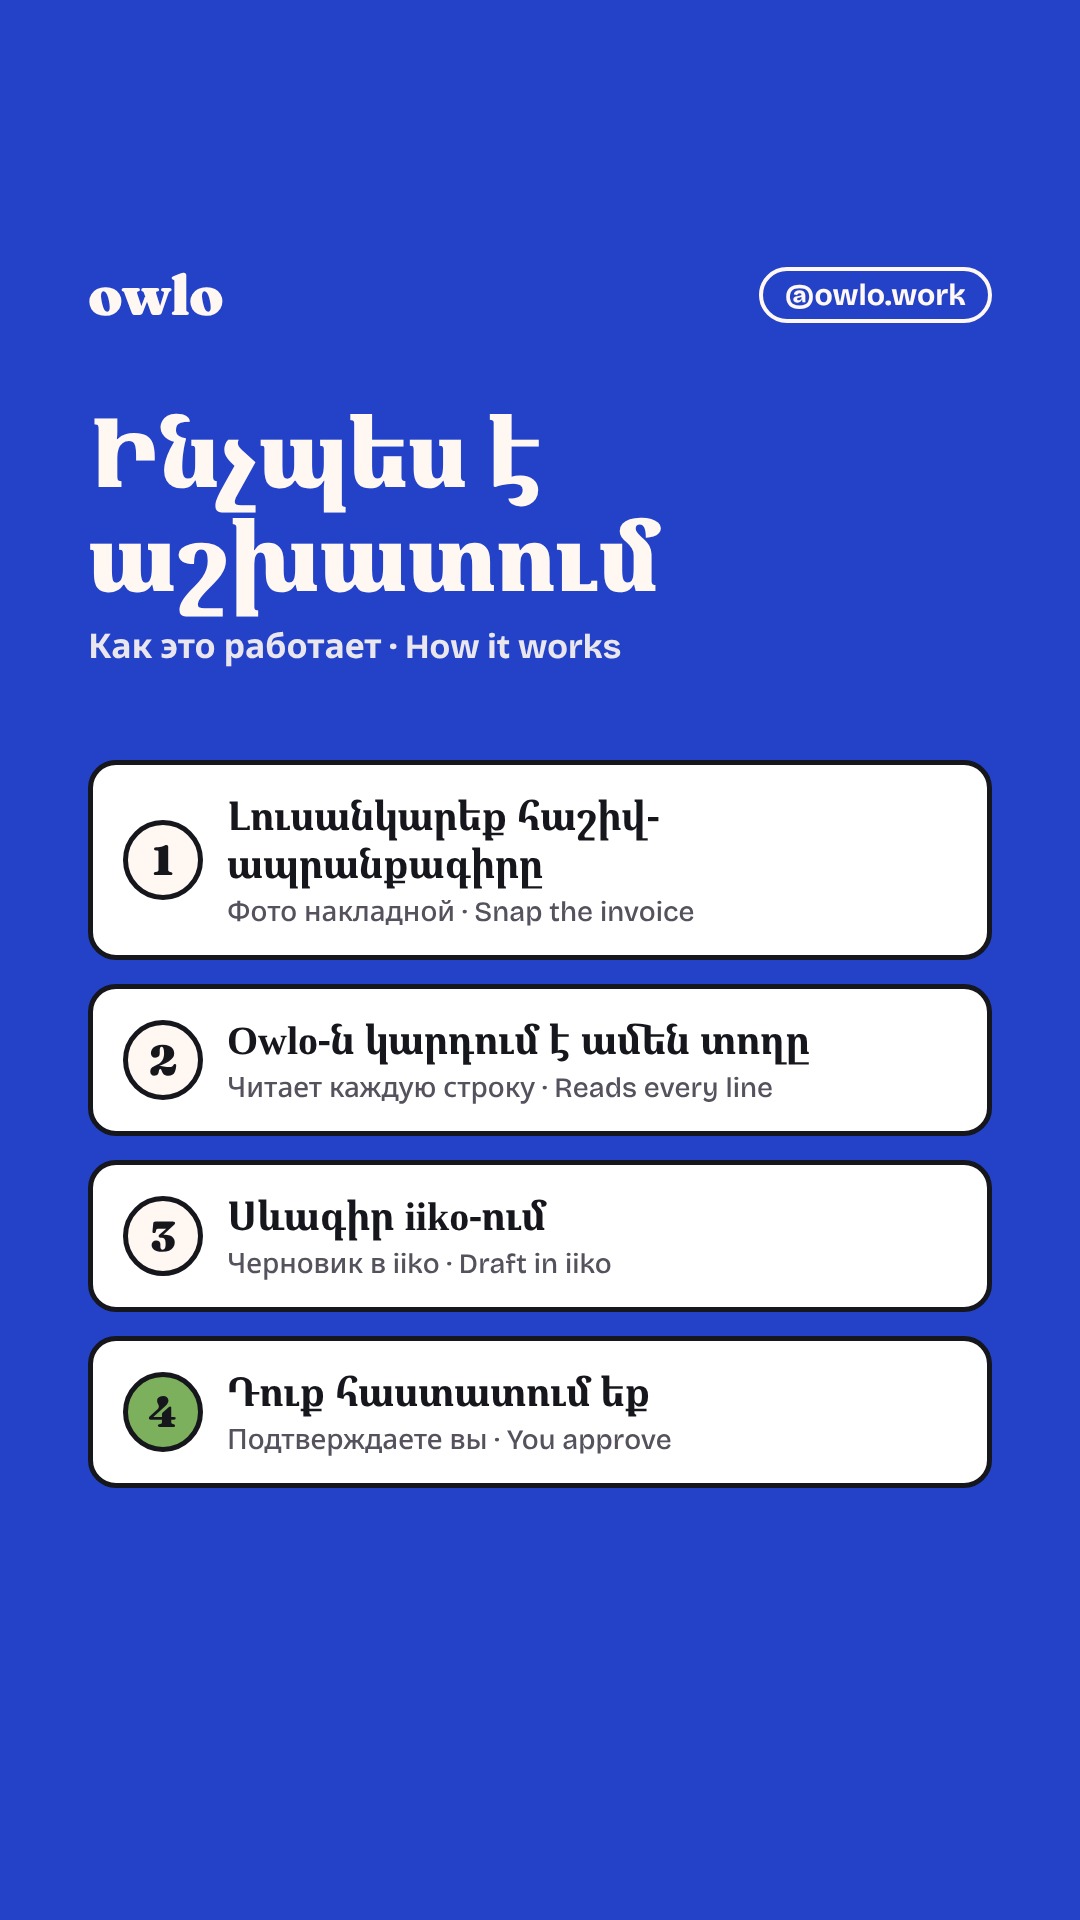 owlo
@owlo.work
Ինչպես է
աշխատում
Как это работает · How it works
1
Լուսանկարեք հաշիվ-
ապրանքագիրը
Фото накладной · Snap the invoice
2
Owlo-ն կարդում է ամեն տողը
Читает каждую строку · Reads every line
3
Սևագիր iiko-ում
Черновик в iiko · Draft in iiko
4
Դուք հաստատում եք
Подтверждаете вы · You approve